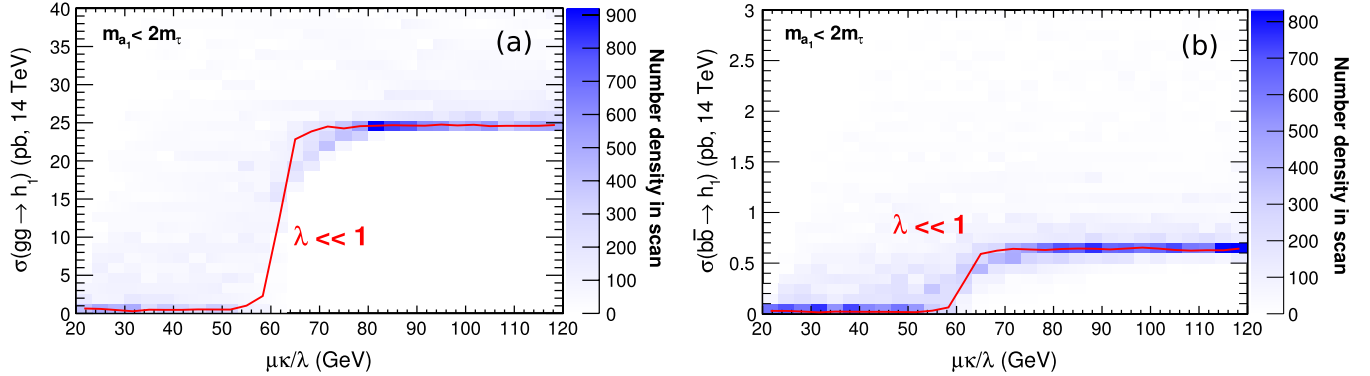 m_{a_1} < 2m_τ
(a)
λ << 1
σ(gg → h_1) (pb, 14 TeV)
0
5
10
15
20
25
30
35
40
20 30 40 50 60 70 80 90 100 110 120
μκ/λ (GeV)
0
100
200
300
400
500
600
700
800
900
Number density in scan
m_{a_1} < 2m_τ
(b)
λ << 1
σ(bb̄ → h_1) (pb, 14 TeV)
0
0.5
1
1.5
2
2.5
3
20 30 40 50 60 70 80 90 100 110 120
μκ/λ (GeV)
0
100
200
300
400
500
600
700
800
Number density in scan